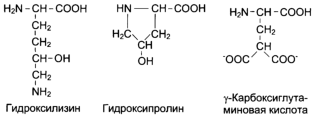 H₂N–CH–COOH
CH₂
CH₂
CH–OH
CH₂
NH₂
Гидроксилизин
HN–CH–COOH
H₂C CH₂
CH
OH
Гидроксипролин
H₂N–CH–COOH
CH₂
CH
⁻OOC COO⁻
γ-Карбоксиглута-
миновая кислота